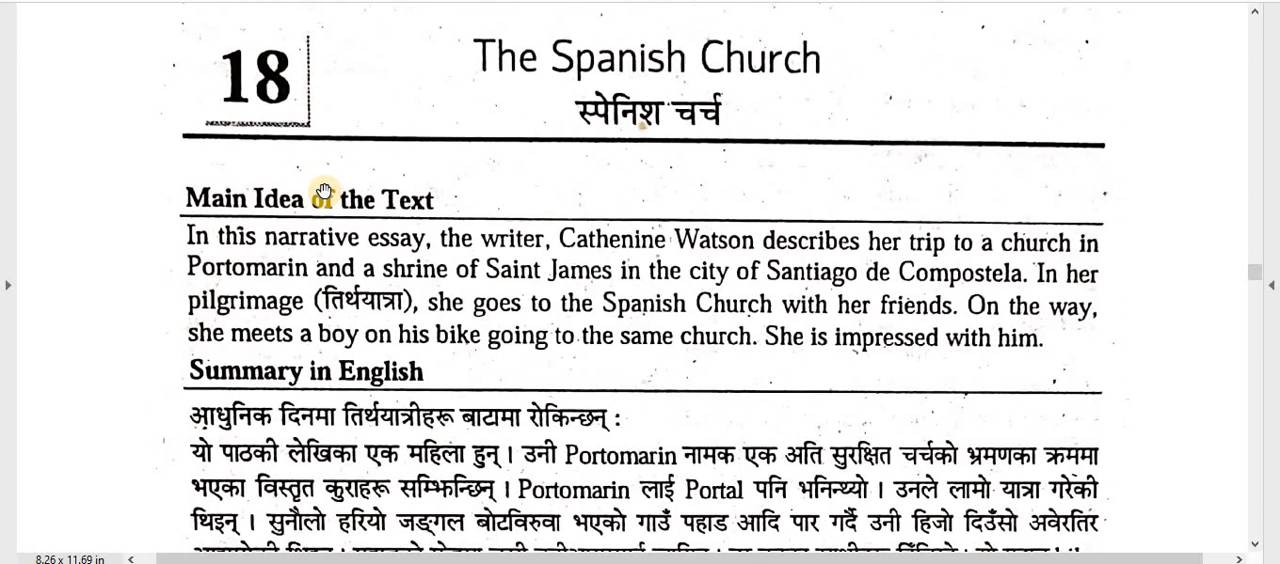 18
The Spanish Church
स्पेनिश चर्च
Main Idea of the Text
In this narrative essay, the writer, Cathenine Watson describes her trip to a church in
Portomarin and a shrine of Saint James in the city of Santiago de Compostela. In her
pilgrimage (तिर्थयात्रा), she goes to the Spanish Church with her friends. On the way,
she meets a boy on his bike going to the same church. She is impressed with him.
Summary in English
आधुनिक दिनमा तिर्थयात्रीहरू बाटामा रोकिन्छन् :
यो पाठकी लेखिका एक महिला हुन् । उनी Portomarin नामक एक अति सुरक्षित चर्चको भ्रमणका क्रममा
भएका विस्तृत कुराहरू सम्झिन्छिन् । Portomarin लाई Portal पनि भनिन्थ्यो । उनले लामो यात्रा गरेकी
थिइन् । सुनौलो हरियो जङ्गल बोटविरुवा भएको गाउँ पहाड आदि पार गर्दै उनी हिजो दिउँसो अवेरतिर
8.26 x 11.69 in